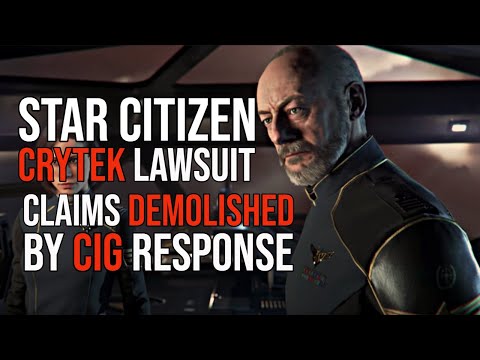 STAR CITIZEN
CRYTEK LAWSUIT
CLAIMS DEMOLISHED
BY CIG RESPONSE